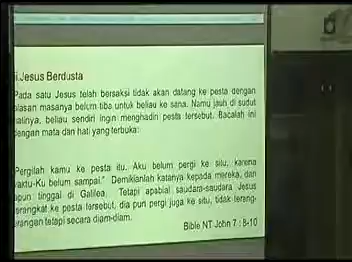 i.Jesus Berdusta
Pada satu Jesus telah bersaksi tidak akan datang ke pesta dengan
alasan masanya belum tiba untuk beliau ke sana. Namu jauh di sudut
hatinya, beliau sendiri ingin menghadiri pesta tersebut. Bacalah ini
dengan mata dan hati yang terbuka:
Pergilah kamu ke pesta itu. Aku belum pergi ke situ, karena
waktu-Ku belum sampai." Demikianlah katanya kepada mereka, dan
apun tinggal di Galilea. Tetapi apabial saudara-saudara Jesus
erangkat ke pesta tersebut, dia pun pergi juga ke situ, tidak terang-
erangan tetapi secara diam-diam.
Bible NT John 7 : 8-10